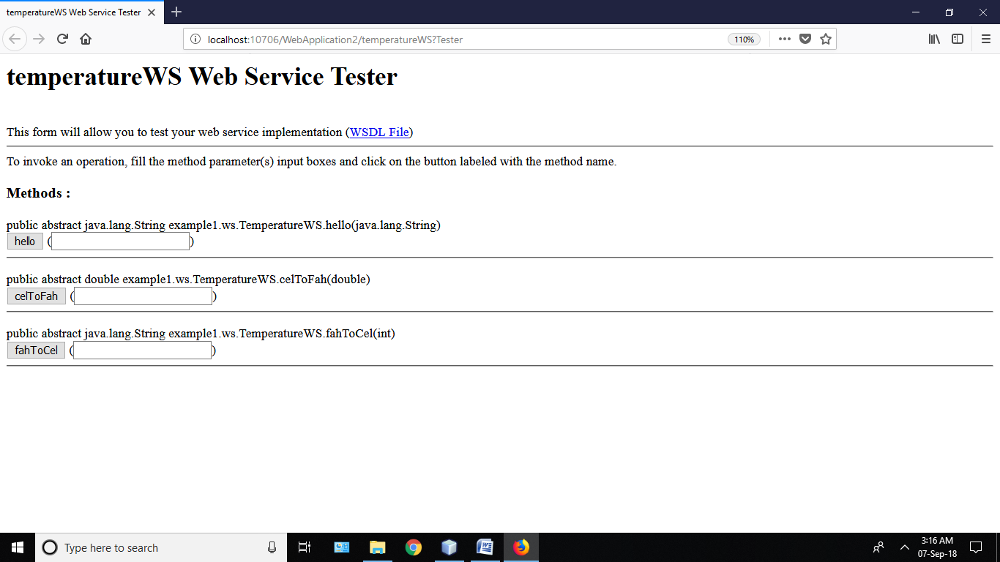 temperatureWS Web Service Tester
localhost:10706/WebApplication2/temperatureWS?Tester
110%
temperatureWS Web Service Tester
This form will allow you to test your web service implementation (WSDL File)
To invoke an operation, fill the method parameter(s) input boxes and click on the button labeled with the method name.
Methods :
public abstract java.lang.String example1.ws.TemperatureWS.hello(java.lang.String)
hello ( )
public abstract double example1.ws.TemperatureWS.celToFah(double)
celToFah ( )
public abstract java.lang.String example1.ws.TemperatureWS.fahToCel(int)
fahToCel ( )
Type here to search
3:16 AM
07-Sep-18